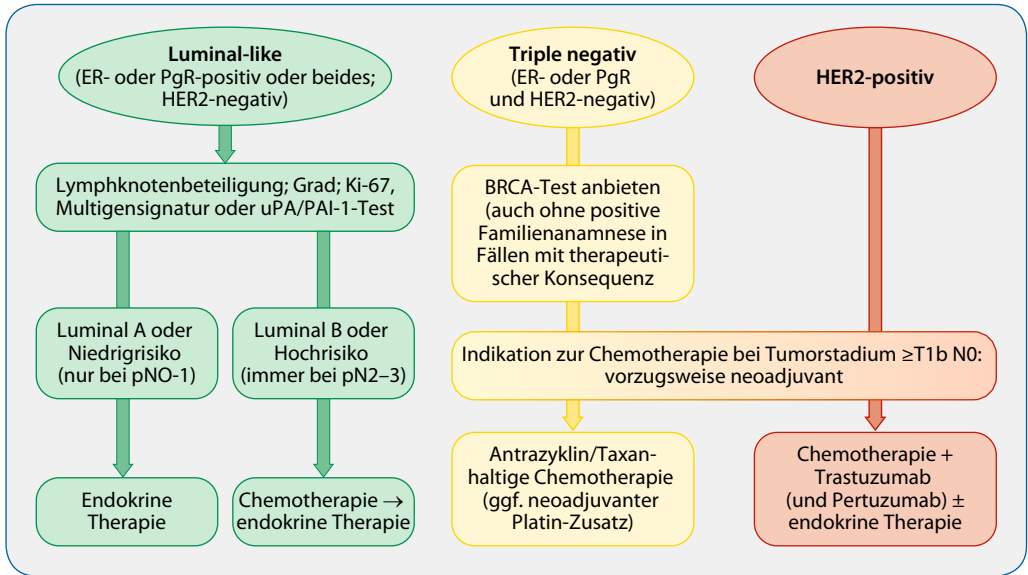 Luminal-like
(ER- oder PgR-positiv oder beides;
HER2-negativ)
Lymphknotenbeteiligung; Grad; Ki-67,
Multigensignatur oder uPA/PAI-1-Test
Luminal A oder
Niedrigrisiko
(nur bei pNO-1)
Luminal B oder
Hochrisiko
(immer bei pN2–3)
Endokrine
Therapie
Chemotherapie →
endokrine Therapie
Triple negativ
(ER- oder PgR
und HER2-negativ)
BRCA-Test anbieten
(auch ohne positive
Familienanamnese in
Fällen mit therapeuti-
scher Konsequenz
HER2-positiv
Indikation zur Chemotherapie bei Tumorstadium ≥T1b N0:
vorzugsweise neoadjuvant
Antrazyklin/Taxan-
haltige Chemotherapie
(ggf. neoadjuvanter
Platin-Zusatz)
Chemotherapie +
Trastuzumab
(und Pertuzumab) ±
endokrine Therapie